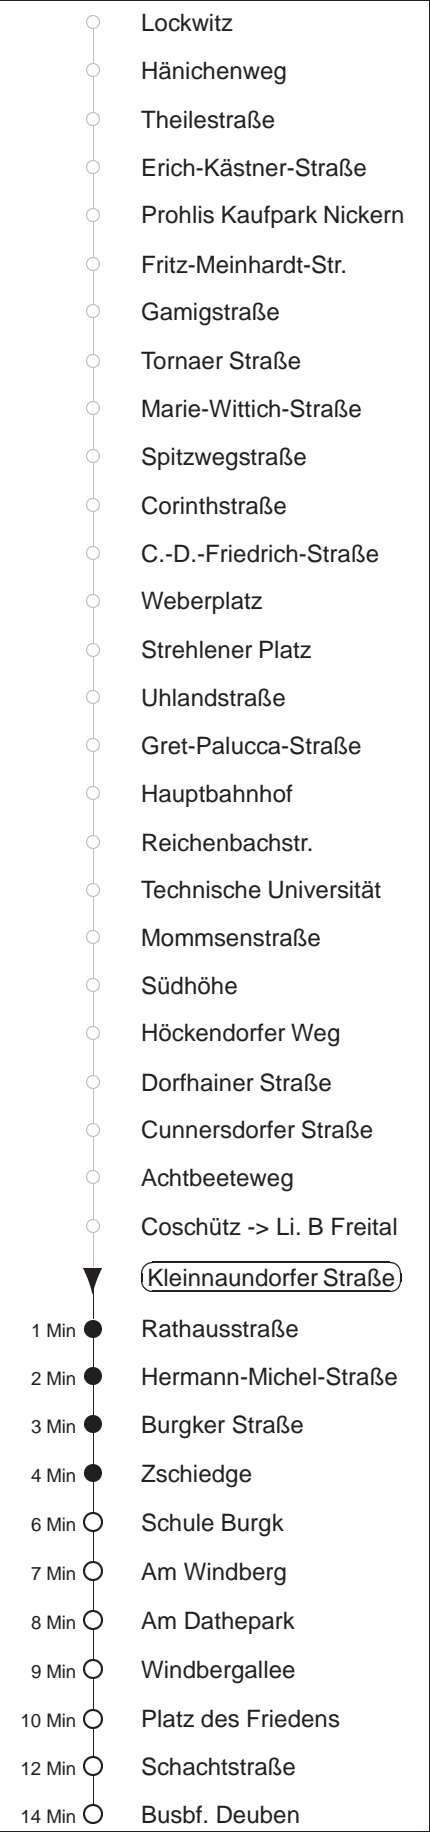 Lockwitz
Hänichenweg
Theilestraße
Erich-Kästner-Straße
Prohlis Kaufpark Nickern
Fritz-Meinhardt-Str.
Gamigstraße
Tornaer Straße
Marie-Wittich-Straße
Spitzwegstraße
Corinthstraße
C.-D.-Friedrich-Straße
Weberplatz
Strehlener Platz
Uhlandstraße
Gret-Palucca-Straße
Hauptbahnhof
Reichenbachstr.
Technische Universität
Mommsenstraße
Südhöhe
Höckendorfer Weg
Dorfhainer Straße
Cunnersdorfer Straße
Achtbeeteweg
Coschütz -> Li. B Freital
Kleinnaundorfer Straße
1 Min Rathausstraße
2 Min Hermann-Michel-Straße
3 Min Burgker Straße
4 Min Zschiedge
6 Min Schule Burgk
7 Min Am Windberg
8 Min Am Dathepark
9 Min Windbergallee
10 Min Platz des Friedens
12 Min Schachtstraße
14 Min Busbf. Deuben